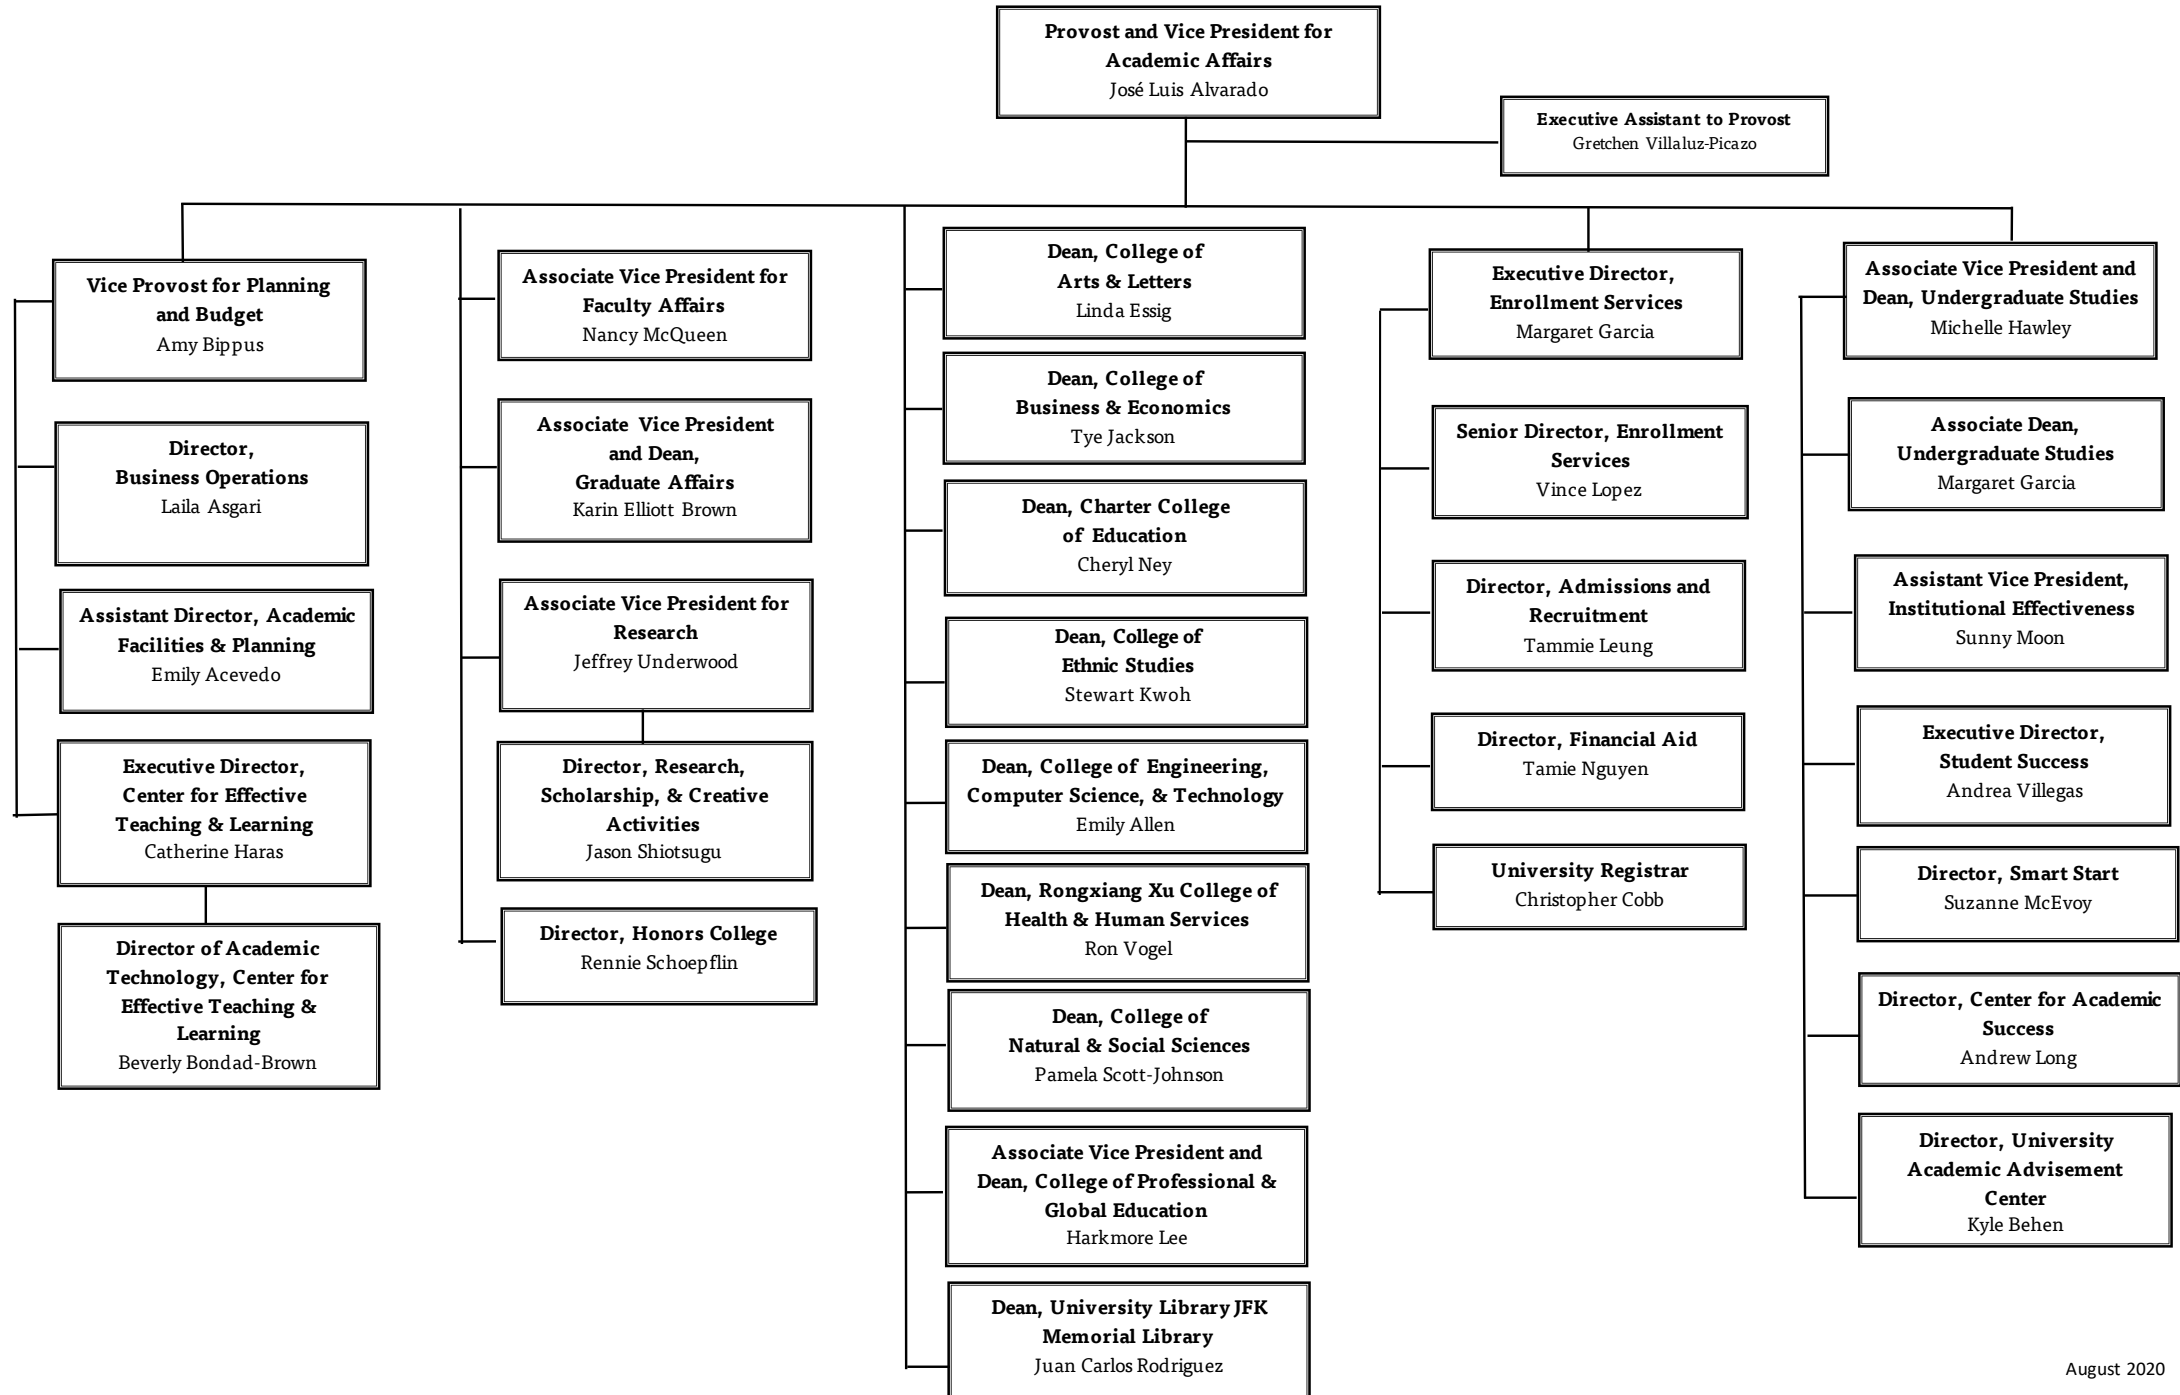 Provost and Vice President for
Academic Affairs
José Luis Alvarado
Executive Assistant to Provost
Gretchen Villaluz-Picazo
Vice Provost for Planning
and Budget
Amy Bippus
Director,
Business Operations
Laila Asgari
Assistant Director, Academic
Facilities & Planning
Emily Acevedo
Executive Director,
Center for Effective
Teaching & Learning
Catherine Haras
Director of Academic
Technology, Center for
Effective Teaching &
Learning
Beverly Bondad-Brown
Associate Vice President for
Faculty Affairs
Nancy McQueen
Associate Vice President
and Dean,
Graduate Affairs
Karin Elliott Brown
Associate Vice President for
Research
Jeffrey Underwood
Director, Research,
Scholarship, & Creative
Activities
Jason Shiotsugu
Director, Honors College
Rennie Schoepflin
Dean, College of
Arts & Letters
Linda Essig
Dean, College of
Business & Economics
Tye Jackson
Dean, Charter College
of Education
Cheryl Ney
Dean, College of
Ethnic Studies
Stewart Kwoh
Dean, College of Engineering,
Computer Science, & Technology
Emily Allen
Dean, Rongxiang Xu College of
Health & Human Services
Ron Vogel
Dean, College of
Natural & Social Sciences
Pamela Scott-Johnson
Associate Vice President and
Dean, College of Professional &
Global Education
Harkmore Lee
Dean, University Library JFK
Memorial Library
Juan Carlos Rodriguez
Executive Director,
Enrollment Services
Margaret Garcia
Senior Director, Enrollment
Services
Vince Lopez
Director, Admissions and
Recruitment
Tammie Leung
Director, Financial Aid
Tamie Nguyen
University Registrar
Christopher Cobb
Associate Vice President and
Dean, Undergraduate Studies
Michelle Hawley
Associate Dean,
Undergraduate Studies
Margaret Garcia
Assistant Vice President,
Institutional Effectiveness
Sunny Moon
Executive Director,
Student Success
Andrea Villegas
Director, Smart Start
Suzanne McEvoy
Director, Center for Academic
Success
Andrew Long
Director, University
Academic Advisement
Center
Kyle Behen
August 2020